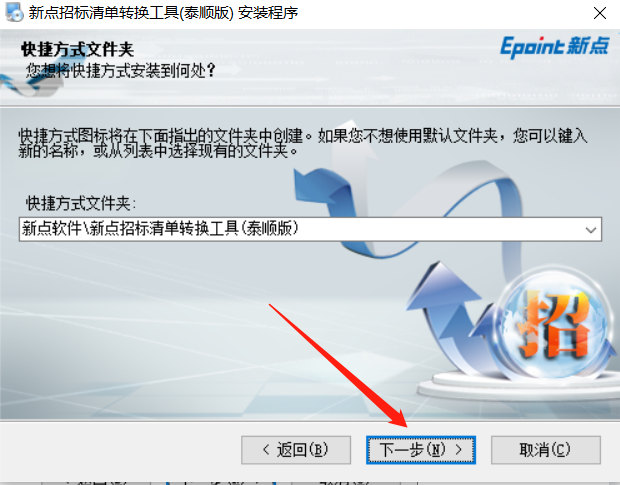 新点招标清单转换工具(泰顺版) 安装程序
快捷方式文件夹
您想将快捷方式安装到何处?
Epoint新点
快捷方式图标将在下面指出的文件夹中创建。如果您不想使用默认文件夹，您可以键入
新的名称，或从列表中选择现有的文件夹。
快捷方式文件夹:
新点软件\新点招标清单转换工具(泰顺版)
招
< 返回(B)
下一步(N) >
取消(C)